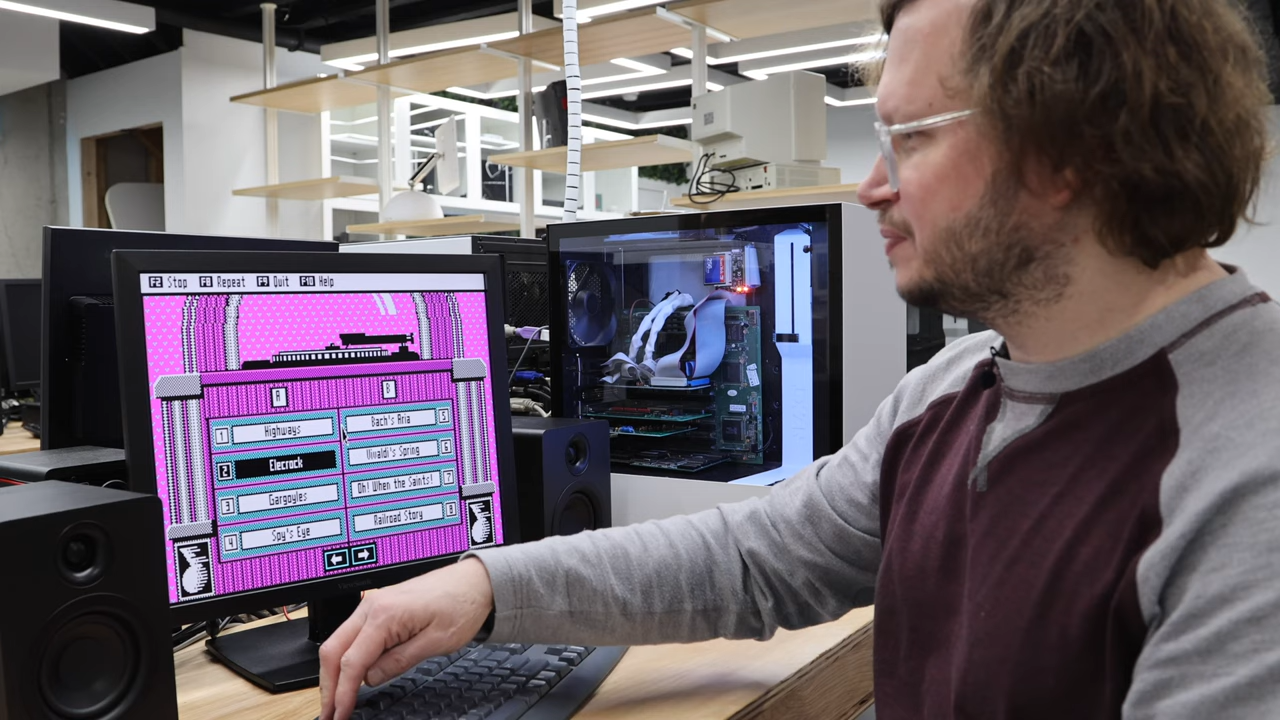 F2 Stop F8 Repeat F9 Quit F10 Help
A B
1 Highways
2 Elecrock
3 Gargoyles
4 Spy's Eye
Bach's Aria 5
Vivaldi's Spring 6
Oh! When the Saints! 7
Railroad Story 8
ViewSonic